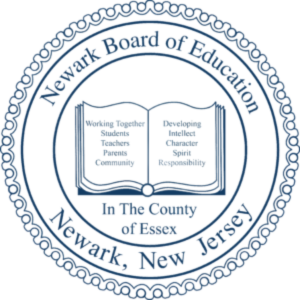 Newark Board of Education
Working Together
Students
Teachers
Parents
Community
Developing
Intellect
Character
Spirit
Responsibility
In The County
of Essex
Newark, New Jersey